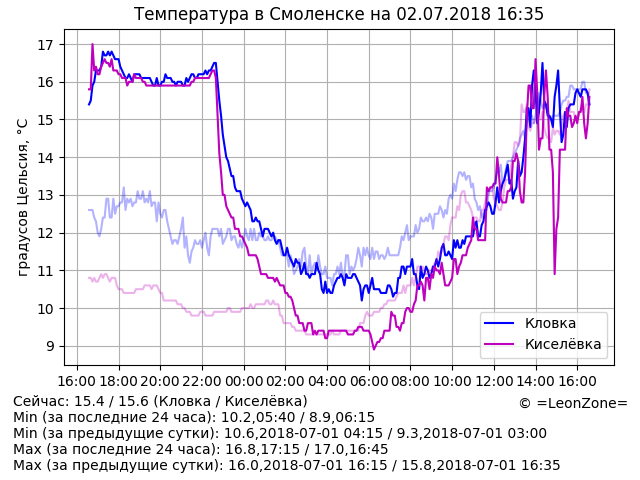 Температура в Смоленске на 02.07.2018 16:35
градусов Цельсия, °C
17
16
15
14
13
12
11
10
9
Кловка
Киселёвка
16:00 18:00 20:00 22:00 00:00 02:00 04:00 06:00 08:00 10:00 12:00 14:00 16:00
Сейчас: 15.4 / 15.6 (Кловка / Киселёвка)
© =LeonZone=
Min (за последние 24 часа): 10.2,05:40 / 8.9,06:15
Min (за предыдущие сутки): 10.6,2018-07-01 04:15 / 9.3,2018-07-01 03:00
Max (за последние 24 часа): 16.8,17:15 / 17.0,16:45
Max (за предыдущие сутки): 16.0,2018-07-01 16:15 / 15.8,2018-07-01 16:35